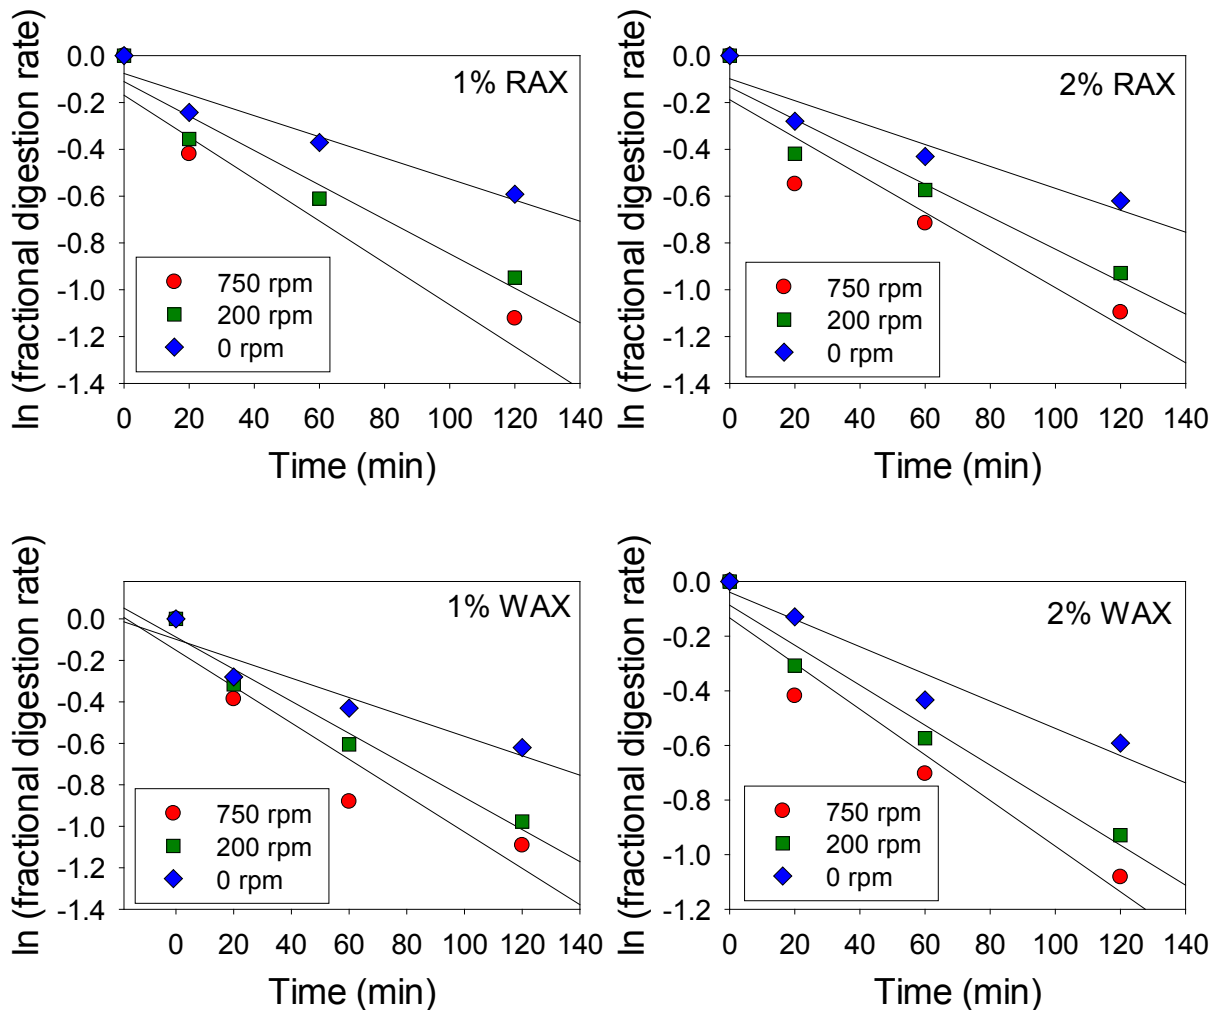 1% RAX
ln (fractional digestion rate)
0.0
-0.2
-0.4
-0.6
-0.8
-1.0
-1.2
-1.4
750 rpm
200 rpm
0 rpm
0 20 40 60 80 100 120 140
Time (min)
2% RAX
ln (fractional digestion rate)
0.0
-0.2
-0.4
-0.6
-0.8
-1.0
-1.2
-1.4
750 rpm
200 rpm
0 rpm
0 20 40 60 80 100 120 140
Time (min)
1% WAX
ln (fractional digestion rate)
0.0
-0.2
-0.4
-0.6
-0.8
-1.0
-1.2
-1.4
750 rpm
200 rpm
0 rpm
0 20 40 60 80 100 120 140
Time (min)
2% WAX
ln (fractional digestion rate)
0.0
-0.2
-0.4
-0.6
-0.8
-1.0
-1.2
750 rpm
200 rpm
0 rpm
0 20 40 60 80 100 120 140
Time (min)